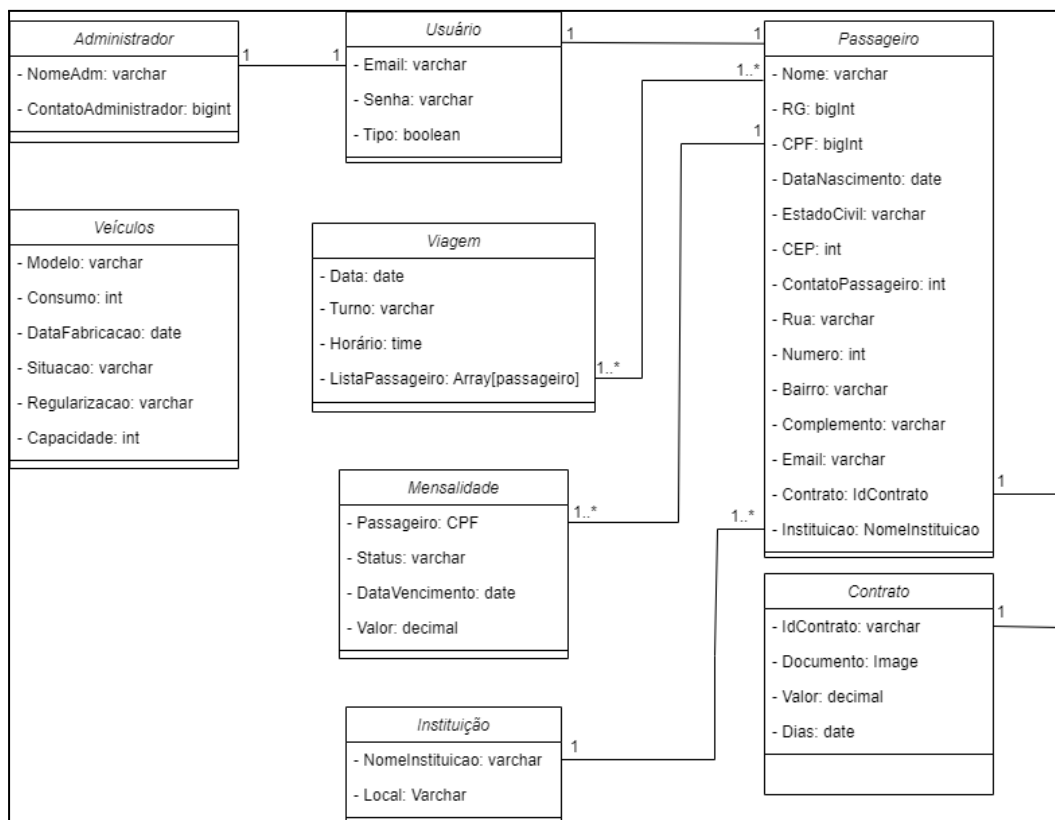 Administrador
- NomeAdm: varchar
- ContatoAdministrador: bigint
1
1
Usuário
- Email: varchar
- Senha: varchar
- Tipo: boolean
1
1
Passageiro
- Nome: varchar
- RG: bigInt
- CPF: bigInt
- DataNascimento: date
- EstadoCivil: varchar
- CEP: int
- ContatoPassageiro: int
- Rua: varchar
- Numero: int
- Bairro: varchar
- Complemento: varchar
- Email: varchar
- Contrato: IdContrato
- Instituicao: NomeInstituicao
1..*
1
1..*
1
Veículos
- Modelo: varchar
- Consumo: int
- DataFabricacao: date
- Situacao: varchar
- Regularizacao: varchar
- Capacidade: int
Viagem
- Data: date
- Turno: varchar
- Horário: time
- ListaPassageiro: Array[passageiro]
1..*
Mensalidade
- Passageiro: CPF
- Status: varchar
- DataVencimento: date
- Valor: decimal
1..*
Contrato
- IdContrato: varchar
- Documento: Image
- Valor: decimal
- Dias: date
1
Instituição
- NomeInstituicao: varchar
- Local: Varchar
1